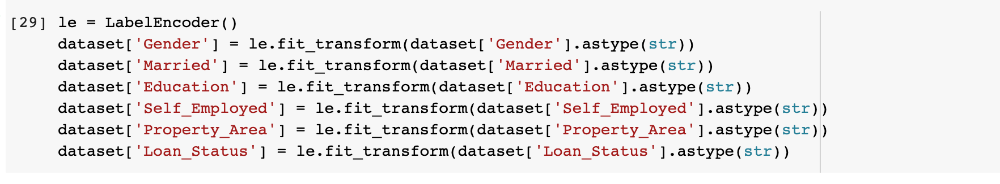 [29] le = LabelEncoder()
dataset['Gender'] = le.fit_transform(dataset['Gender'].astype(str))
dataset['Married'] = le.fit_transform(dataset['Married'].astype(str))
dataset['Education'] = le.fit_transform(dataset['Education'].astype(str))
dataset['Self_Employed'] = le.fit_transform(dataset['Self_Employed'].astype(str))
dataset['Property_Area'] = le.fit_transform(dataset['Property_Area'].astype(str))
dataset['Loan_Status'] = le.fit_transform(dataset['Loan_Status'].astype(str))